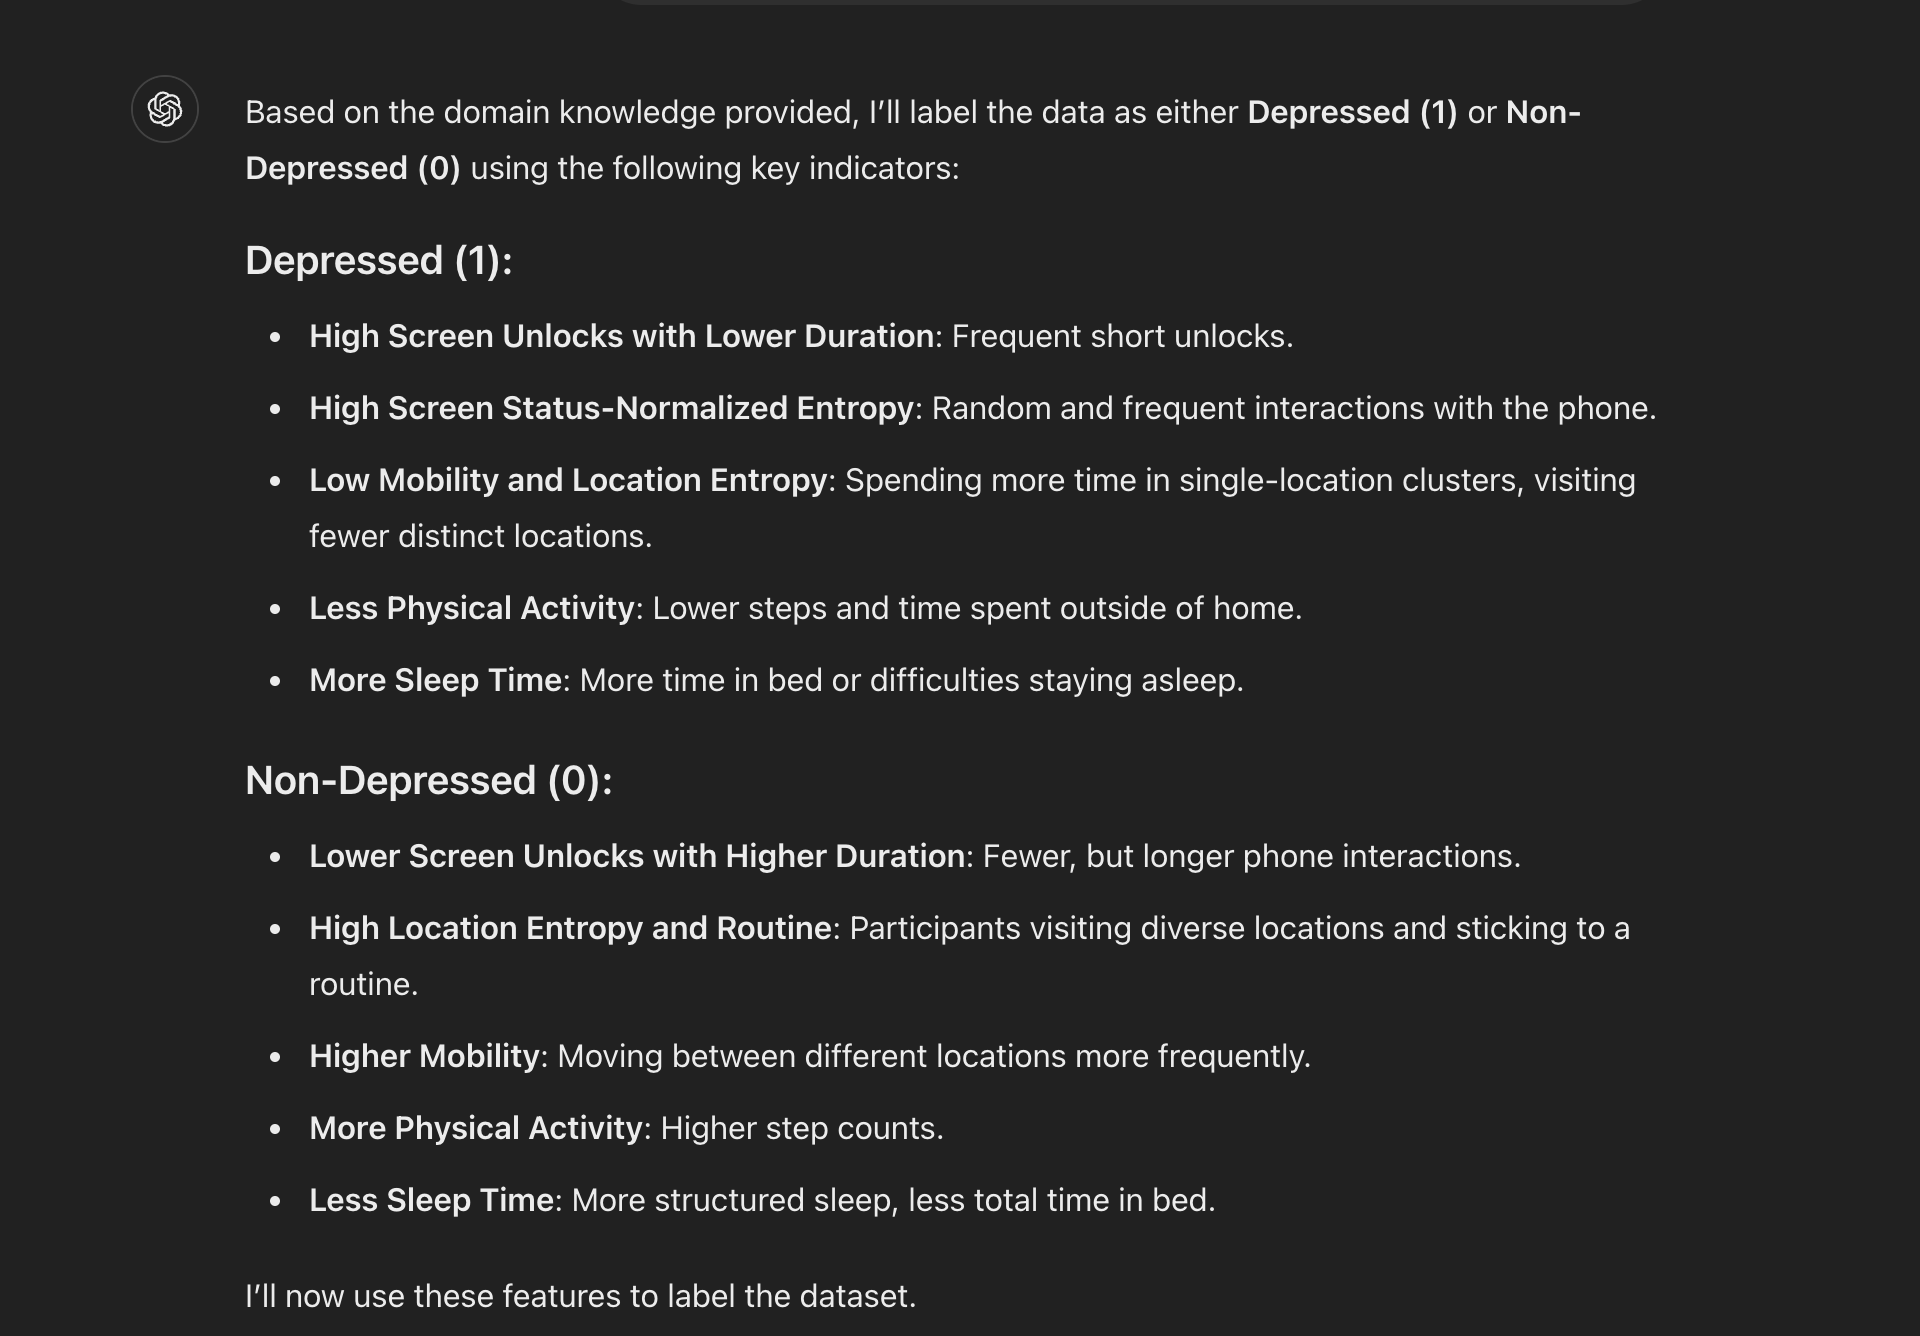 Based on the domain knowledge provided, I’ll label the data as either Depressed (1) or Non-
Depressed (0) using the following key indicators:
Depressed (1):
• High Screen Unlocks with Lower Duration: Frequent short unlocks.
• High Screen Status-Normalized Entropy: Random and frequent interactions with the phone.
• Low Mobility and Location Entropy: Spending more time in single-location clusters, visiting
fewer distinct locations.
• Less Physical Activity: Lower steps and time spent outside of home.
• More Sleep Time: More time in bed or difficulties staying asleep.
Non-Depressed (0):
• Lower Screen Unlocks with Higher Duration: Fewer, but longer phone interactions.
• High Location Entropy and Routine: Participants visiting diverse locations and sticking to a
routine.
• Higher Mobility: Moving between different locations more frequently.
• More Physical Activity: Higher step counts.
• Less Sleep Time: More structured sleep, less total time in bed.
I’ll now use these features to label the dataset.